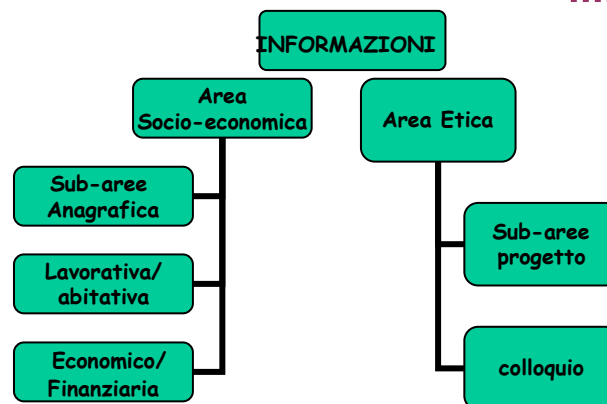 INFORMAZIONI
Area
Socio-economica
Area Etica
Sub-aree
Anagrafica
Lavorativa/
abitativa
Economico/
Finanziaria
Sub-aree
progetto
colloquio